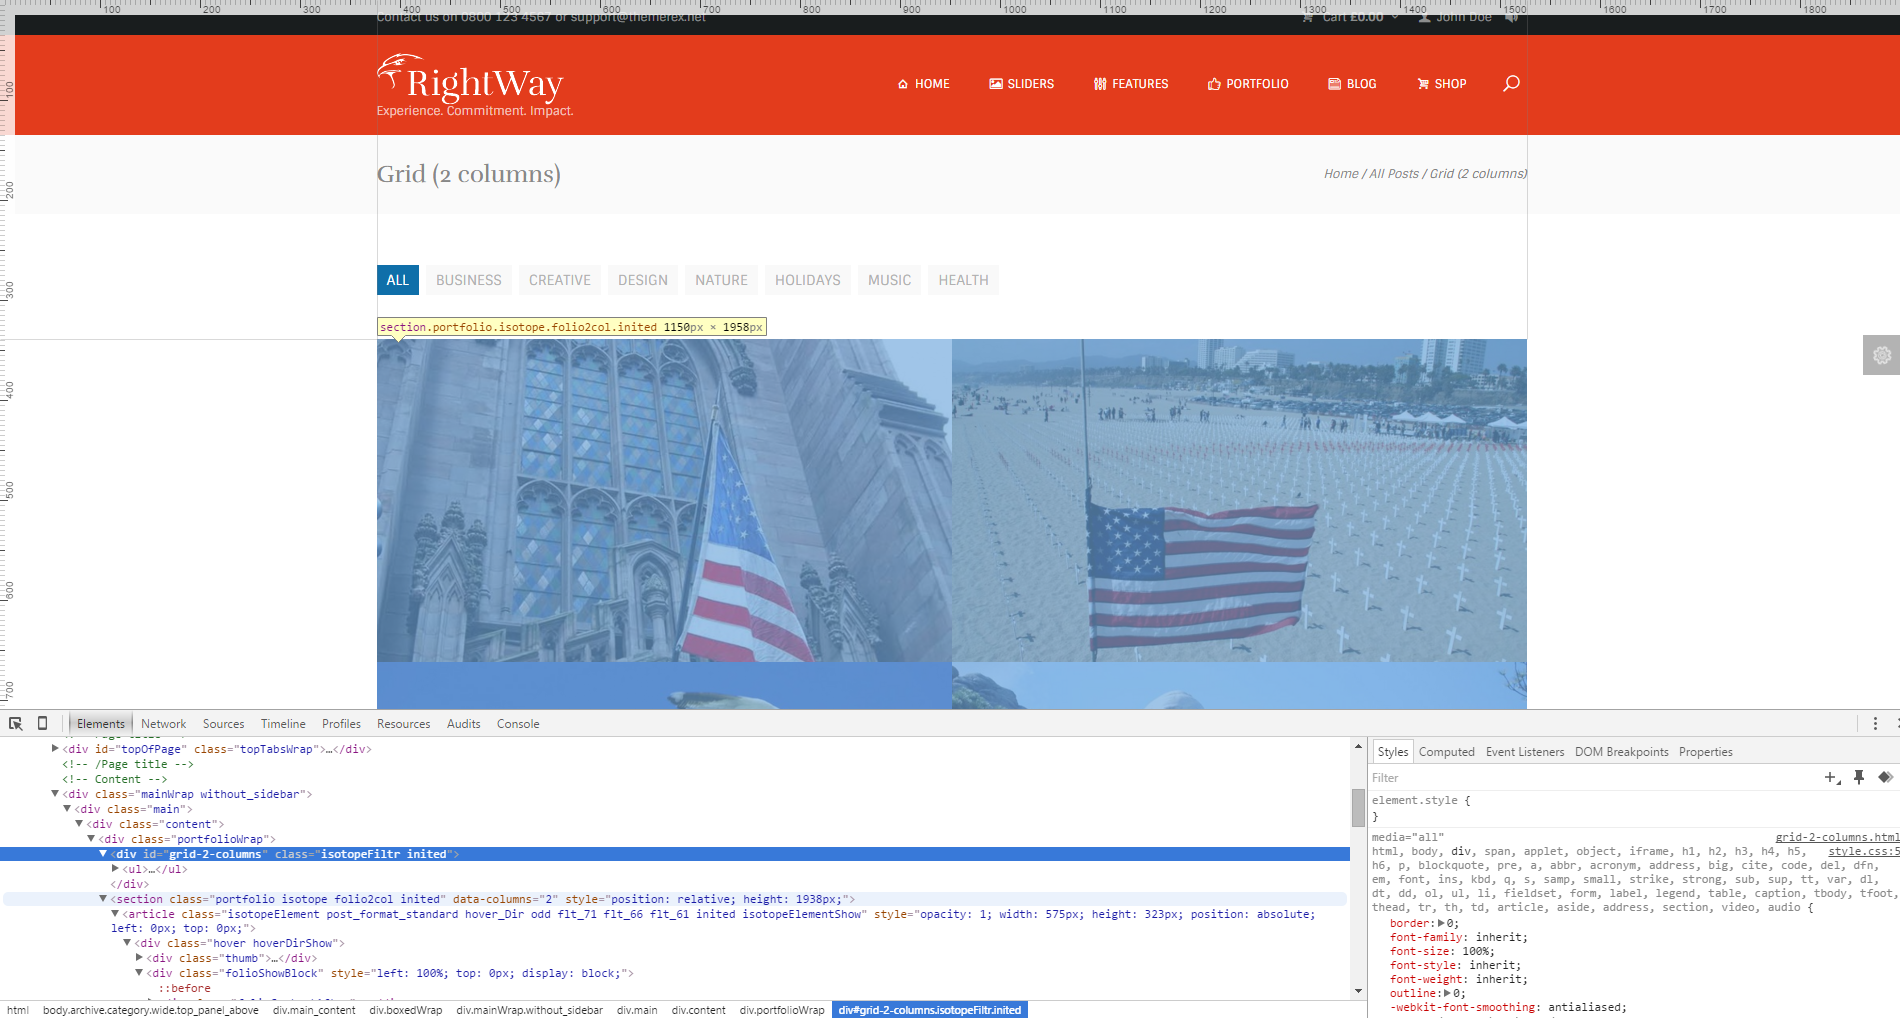 100 200 300 400 500 600 700 800 900 1000 1100 1200 1300 1400 1500 1600 1700 1800
Contact us on 0800 123 4567 or support@themerex.net
Cart £0.00 John Doe
RightWay
Experience. Commitment. Impact.
HOME SLIDERS FEATURES PORTFOLIO BLOG SHOP
100
Grid (2 columns)
Home / All Posts / Grid (2 columns)
200
ALL BUSINESS CREATIVE DESIGN NATURE HOLIDAYS MUSIC HEALTH
300
section.portfolio.isotope.folio2col.inited 1150px × 1958px
400
500
600
700
Elements Network Sources Timeline Profiles Resources Audits Console
<div id="topOfPage" class="topTabsWrap">…</div>
<!-- /Page title -->
<!-- Content -->
<div class="mainWrap without_sidebar">
<div class="main">
<div class="content">
<div class="portfolioWrap">
<div id="grid-2-columns" class="isotopeFiltr inited">
<ul>…</ul>
</div>
<section class="portfolio isotope folio2col inited" data-columns="2" style="position: relative; height: 1938px;">
<article class="isotopeElement post_format_standard hover_Dir odd flt_71 flt_66 flt_61 inited isotopeElementShow" style="opacity: 1; width: 575px; height: 323px; position: absolute;
left: 0px; top: 0px;">
<div class="hover hoverDirShow">
<div class="thumb">…</div>
<div class="folioShowBlock" style="left: 100%; top: 0px; display: block;">
::before
html body.archive.category.wide.top_panel_above div.main_content div.boxedWrap div.mainWrap.without_sidebar div.main div.content div.portfolioWrap div#grid-2-columns.isotopeFiltr.inited
Styles Computed Event Listeners DOM Breakpoints Properties
Filter
element.style {
}
media="all" grid-2-columns.html
html, body, div, span, applet, object, iframe, h1, h2, h3, h4, h5, style.css:5
h6, p, blockquote, pre, a, abbr, acronym, address, big, cite, code, del, dfn,
em, font, ins, kbd, q, s, samp, small, strike, strong, sub, sup, tt, var, dl,
dt, dd, ol, ul, li, fieldset, form, label, legend, table, caption, tbody, tfoot,
thead, tr, th, td, article, aside, address, section, video, audio {
border: 0;
font-family: inherit;
font-size: 100%;
font-style: inherit;
font-weight: inherit;
outline: 0;
-webkit-font-smoothing: antialiased;